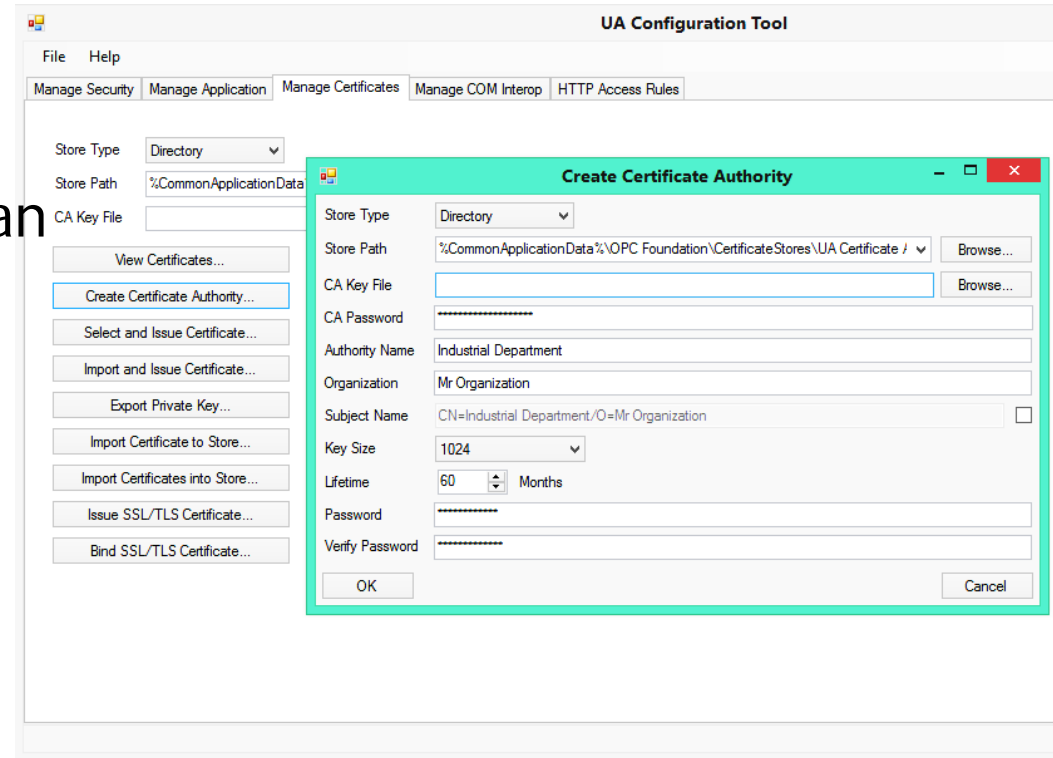 UA Configuration Tool
File Help
Manage Security Manage Application Manage Certificates Manage COM Interop HTTP Access Rules
Store Type Directory
Store Path %CommonApplicationData
an
CA Key File
View Certificates...
Create Certificate Authority...
Select and Issue Certificate...
Import and Issue Certificate...
Export Private Key...
Import Certificate to Store...
Import Certificates into Store...
Issue SSL/TLS Certificate...
Bind SSL/TLS Certificate...
Create Certificate Authority
Store Type Directory
Store Path %CommonApplicationData%\OPC Foundation\CertificateStores\UA Certificate Browse...
CA Key File Browse...
CA Password *******************
Authority Name Industrial Department
Organization Mr Organization
Subject Name CN=Industrial Department/O=Mr Organization
Key Size 1024
Lifetime 60 Months
Password ************
Verify Password *************
OK Cancel